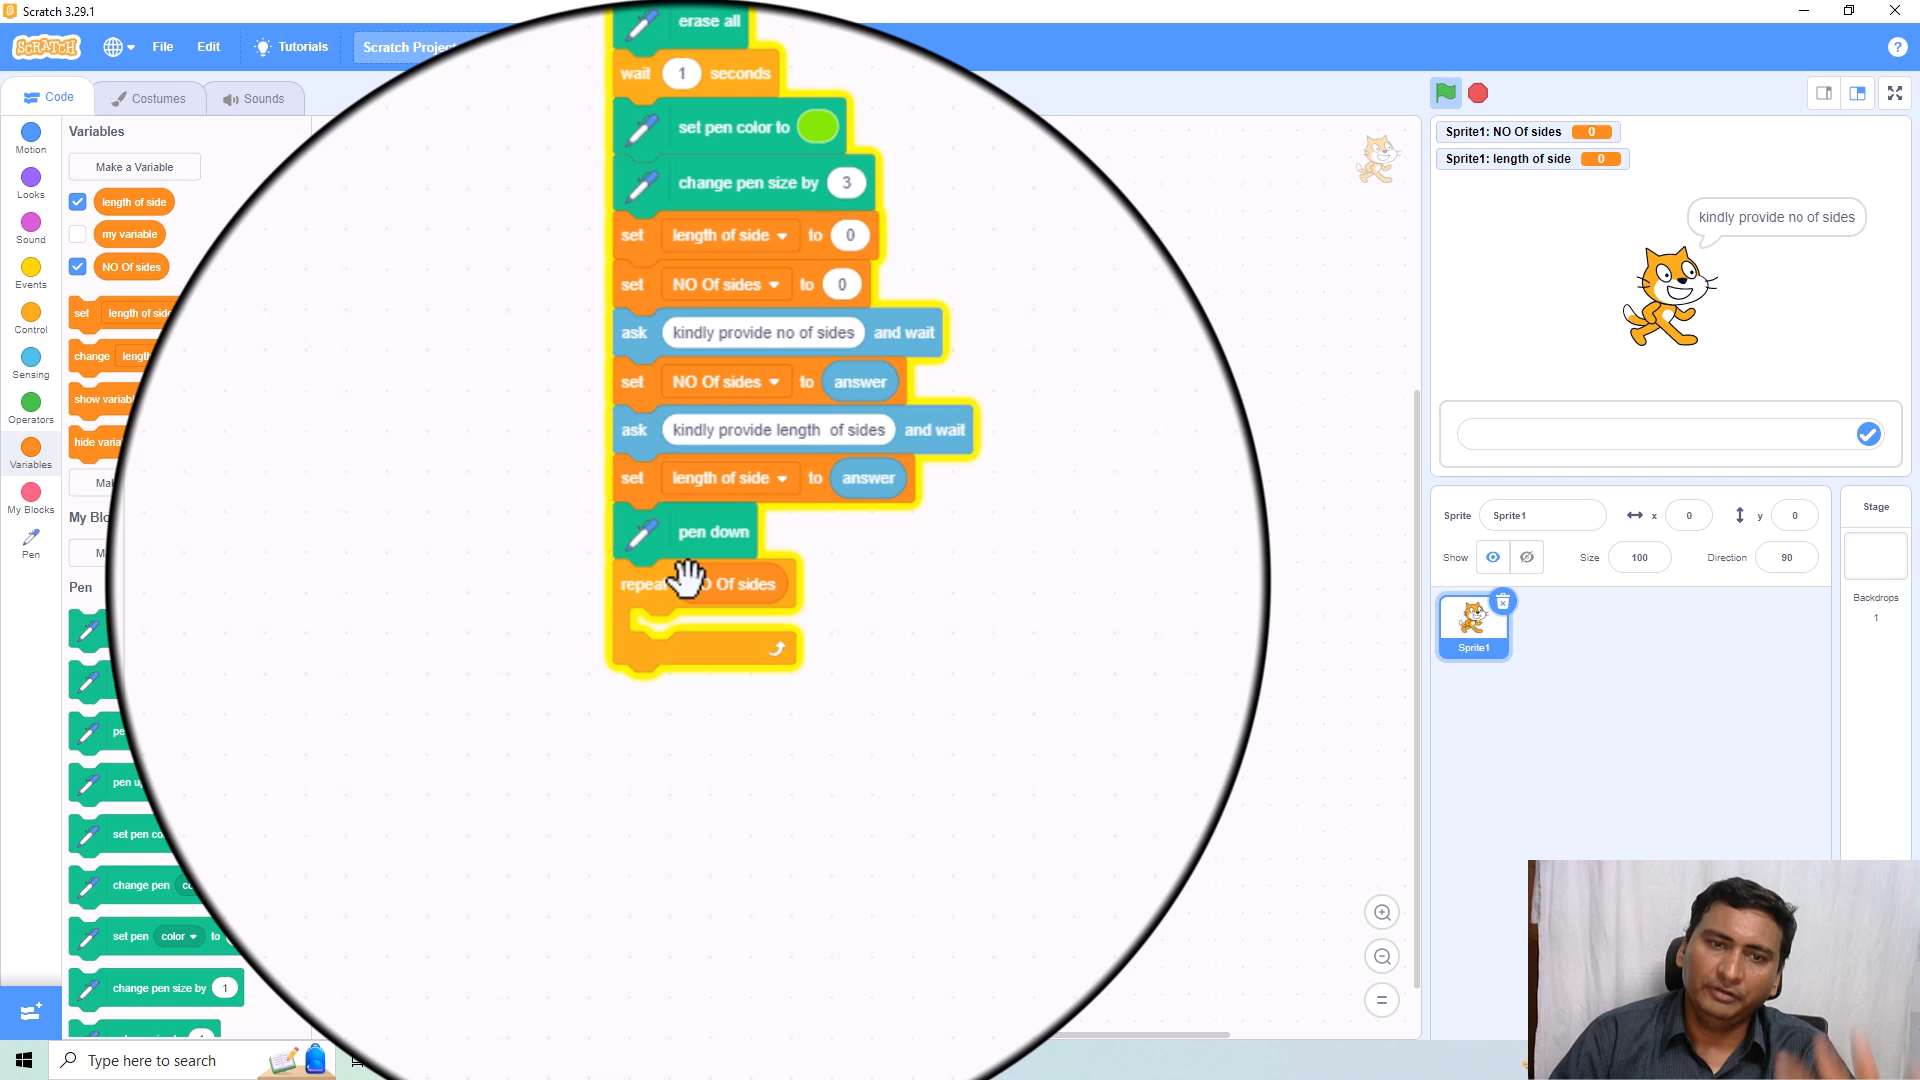 Scratch 3.29.1
SCRATCH
File
Edit
Tutorials
Scratch Projec
Code
Costumes
Sounds
Motion
Looks
Sound
Events
Control
Sensing
Operators
Variables
My Blocks
Pen
Variables
Make a Variable
length of side
my variable
NO Of sides
set length of side
change
show variab
hide varia
My Blo
Pen
pen u
set pen co
change pen
set pen color to
change pen size by 1
erase all
wait 1 seconds
set pen color to
change pen size by 3
set length of side to 0
set NO Of sides to 0
ask kindly provide no of sides and wait
set NO Of sides to answer
ask kindly provide length of sides and wait
set length of side to answer
pen down
repeat Of sides
Sprite1: NO Of sides 0
Sprite1: length of side 0
kindly provide no of sides
Sprite Sprite1 x 0 y 0
Show Size 100 Direction 90
Sprite1
Stage
Backdrops
1
Type here to search